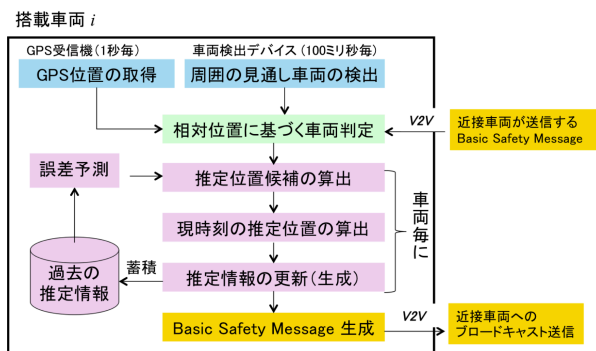 搭載車両 i
GPS受信機(1秒毎)
車両検出デバイス(100ミリ秒毎)
GPS位置の取得
周囲の見通し車両の検出
V2V
相対位置に基づく車両判定
近接車両が送信する
Basic Safety Message
誤差予測
推定位置候補の算出
現時刻の推定位置の算出
車両毎に
過去の
推定情報
蓄積
推定情報の更新(生成)
Basic Safety Message 生成
V2V
近接車両への
ブロードキャスト送信